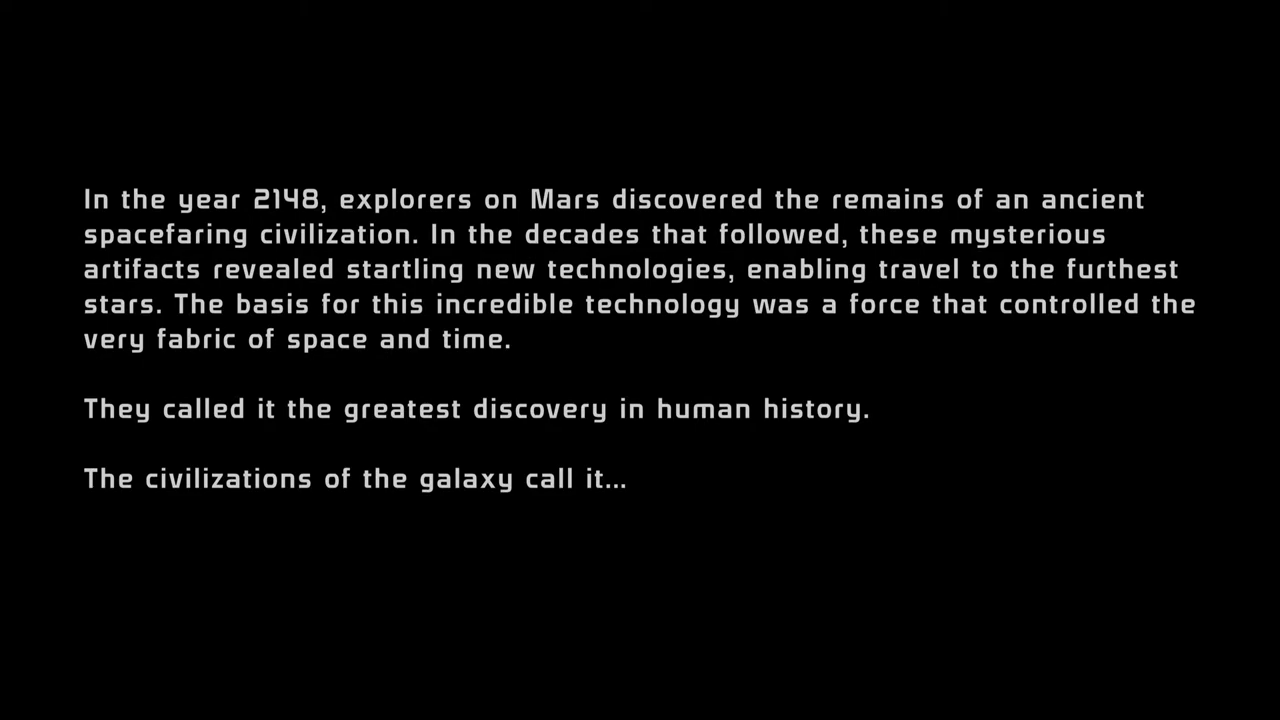 In the year 2148, explorers on Mars discovered the remains of an ancient
spacefaring civilization. In the decades that followed, these mysterious
artifacts revealed startling new technologies, enabling travel to the furthest
stars. The basis for this incredible technology was a force that controlled the
very fabric of space and time.
They called it the greatest discovery in human history.
The civilizations of the galaxy call it...